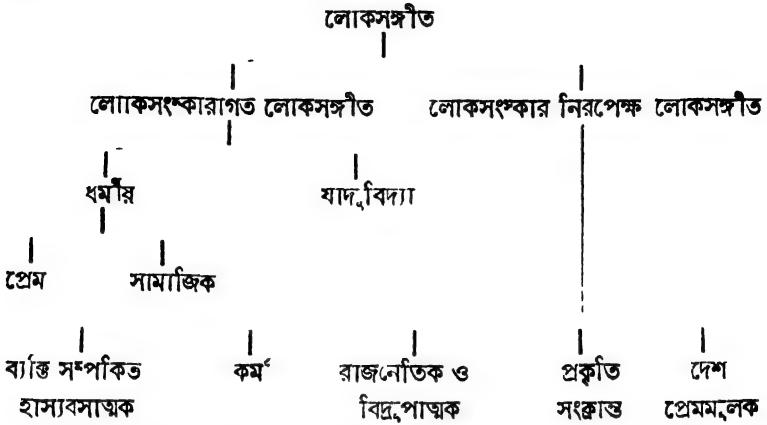 লোকসঙ্গীত
লোকসংস্কারাগত লোকসঙ্গীত লোকসংস্কার নিরপেক্ষ লোকসঙ্গীত
ধর্মীয় যাদুবিদ্যা
প্রেম সামাজিক
ব্যক্তি সম্পর্কিত কর্ম রাজনৈতিক ও প্রকৃতি দেশ
হাস্যরসাত্মক বিদ্রূপাত্মক সংক্রান্ত প্রেমমূলক